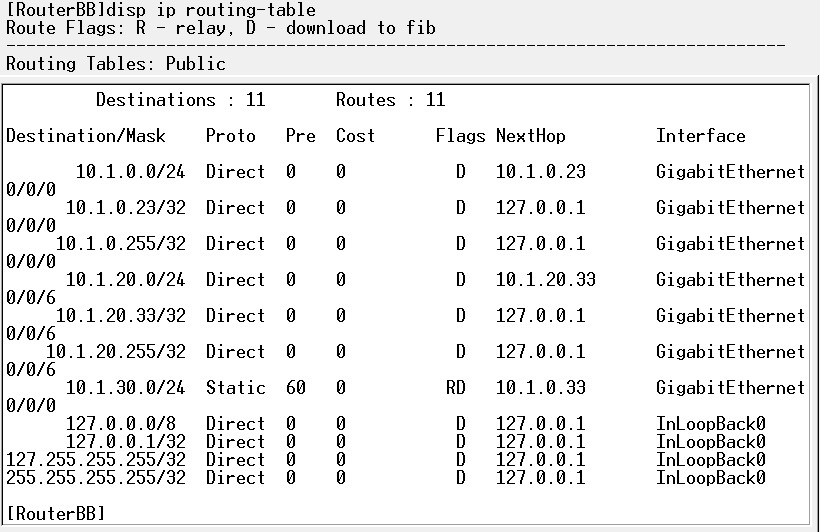 [RouterBB]disp ip routing-table
Route Flags: R - relay, D - download to fib
------------------------------------------------------------------------------
Routing Tables: Public
         Destinations : 11       Routes : 11
Destination/Mask    Proto   Pre  Cost      Flags NextHop         Interface
       10.1.0.0/24  Direct  0    0           D   10.1.0.23       GigabitEthernet
0/0/0
      10.1.0.23/32  Direct  0    0           D   127.0.0.1       GigabitEthernet
0/0/0
     10.1.0.255/32  Direct  0    0           D   127.0.0.1       GigabitEthernet
0/0/0
      10.1.20.0/24  Direct  0    0           D   10.1.20.33      GigabitEthernet
0/0/6
     10.1.20.33/32  Direct  0    0           D   127.0.0.1       GigabitEthernet
0/0/6
    10.1.20.255/32  Direct  0    0           D   127.0.0.1       GigabitEthernet
0/0/6
      10.1.30.0/24  Static  60   0          RD   10.1.0.33       GigabitEthernet
0/0/0
      127.0.0.0/8   Direct  0    0           D   127.0.0.1       InLoopBack0
      127.0.0.1/32  Direct  0    0           D   127.0.0.1       InLoopBack0
127.255.255.255/32  Direct  0    0           D   127.0.0.1       InLoopBack0
255.255.255.255/32  Direct  0    0           D   127.0.0.1       InLoopBack0
[RouterBB]